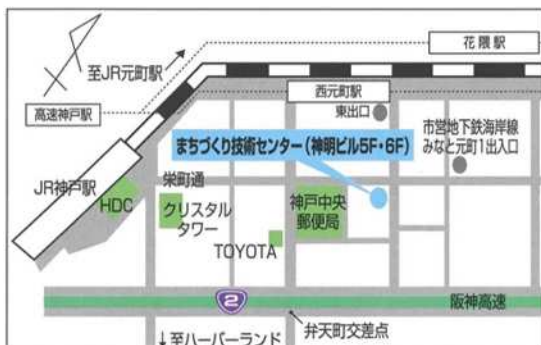 花隈駅
至JR元町駅
西元町駅
高速神戸駅
東出口
市営地下鉄海岸線
みなと元町1出入口
まちづくり技術センター(神明ビル5F・6F)
JR神戸駅
HDC
栄町通
クリスタル
タワー
神戸中央
郵便局
TOYOTA
2
阪神高速
弁天町交差点
↓至ハーバーランド